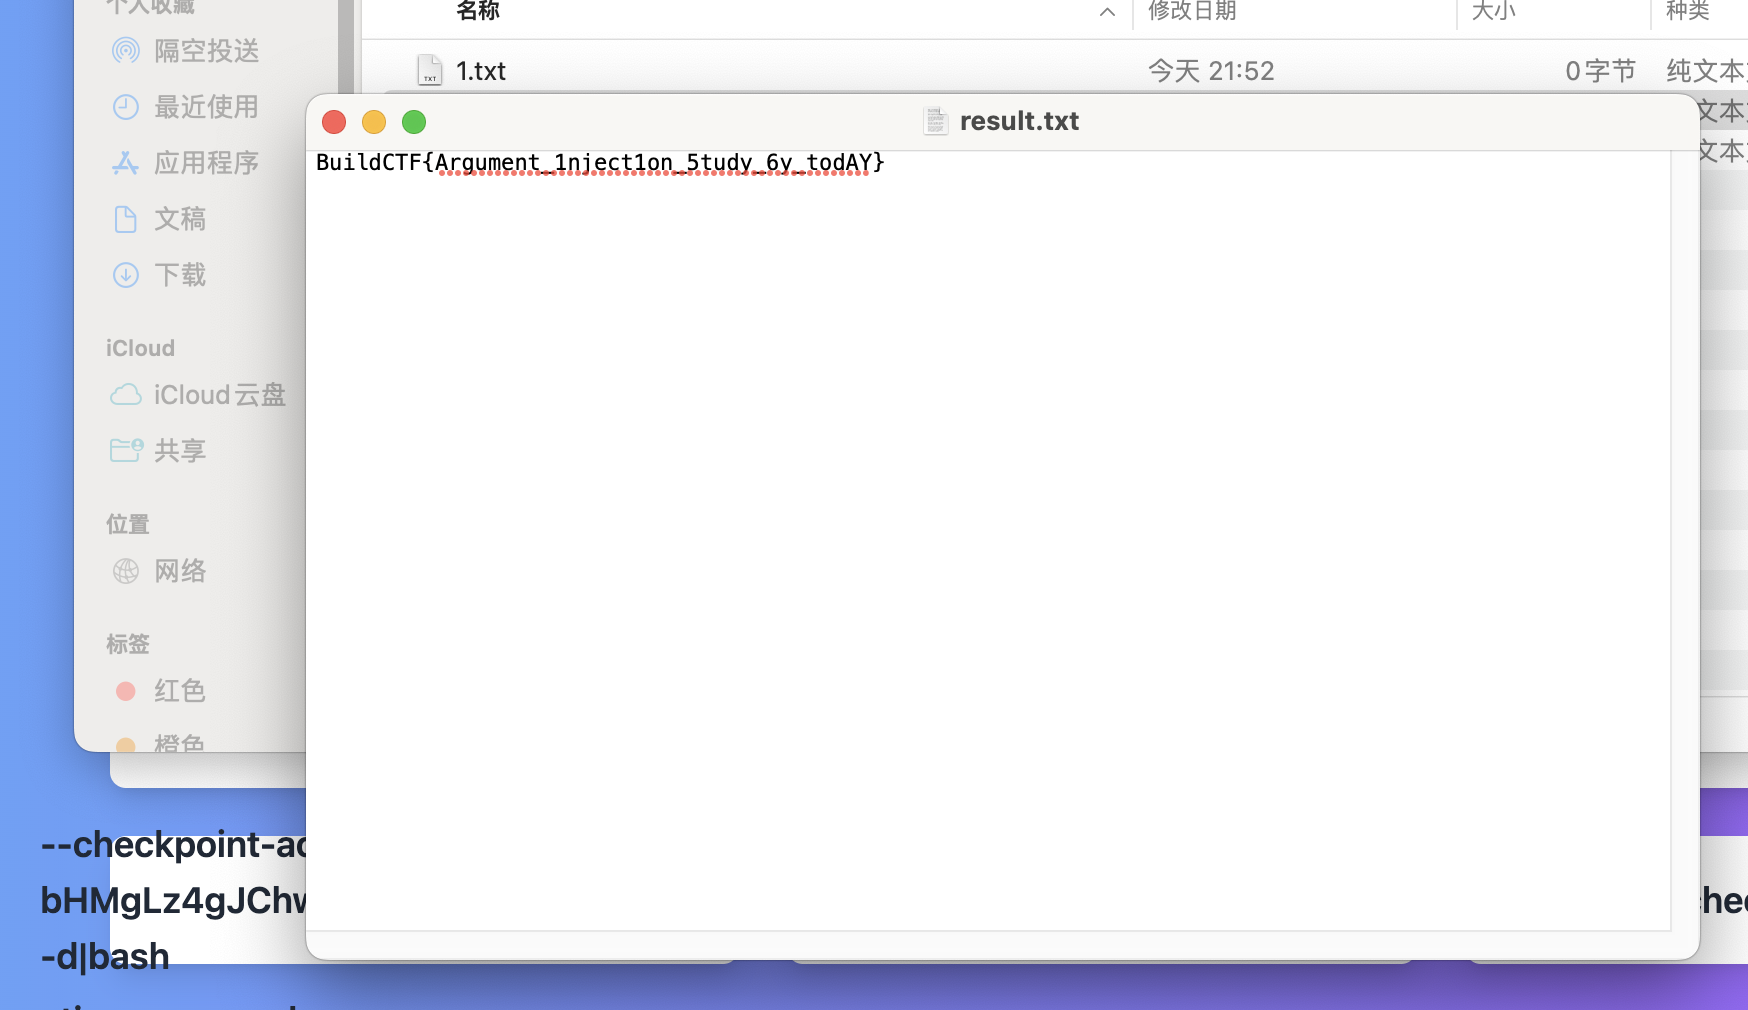 个人收藏
隔空投送
最近使用
应用程序
文稿
下载
iCloud
iCloud云盘
共享
位置
网络
标签
红色
橙色
名称
修改日期
大小
种类
1.txt
今天 21:52
0字节
纯文本
文本
文本
result.txt
BuildCTF{Argument_1nject1on_5tudy_6y_todAY}
--checkpoint-ac
bHMgLz4gJChw
-d|bash